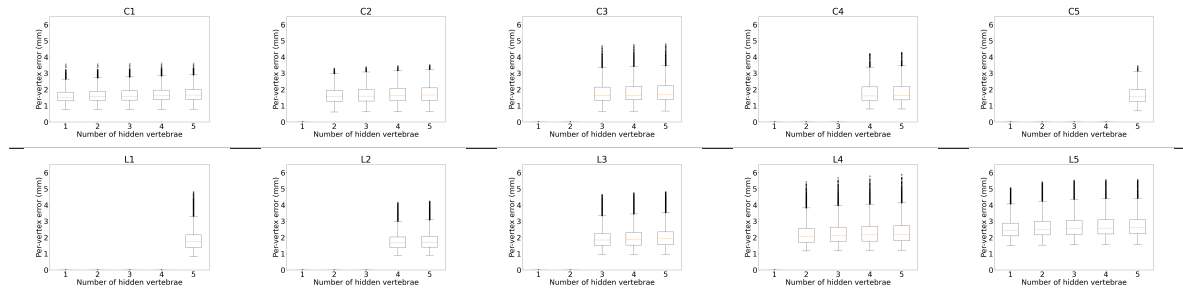 C1 C2 C3 C4 C5
Per-vertex error (mm) Per-vertex error (mm) Per-vertex error (mm) Per-vertex error (mm) Per-vertex error (mm)
6 6 6 6 6
5 5 5 5 5
4 4 4 4 4
3 3 3 3 3
2 2 2 2 2
1 1 1 1 1
0 0 0 0 0
1 2 3 4 5 1 2 3 4 5 1 2 3 4 5 1 2 3 4 5 1 2 3 4 5
Number of hidden vertebrae Number of hidden vertebrae Number of hidden vertebrae Number of hidden vertebrae Number of hidden vertebrae
L1 L2 L3 L4 L5
Per-vertex error (mm) Per-vertex error (mm) Per-vertex error (mm) Per-vertex error (mm) Per-vertex error (mm)
6 6 6 6 6
5 5 5 5 5
4 4 4 4 4
3 3 3 3 3
2 2 2 2 2
1 1 1 1 1
0 0 0 0 0
1 2 3 4 5 1 2 3 4 5 1 2 3 4 5 1 2 3 4 5 1 2 3 4 5
Number of hidden vertebrae Number of hidden vertebrae Number of hidden vertebrae Number of hidden vertebrae Number of hidden vertebrae